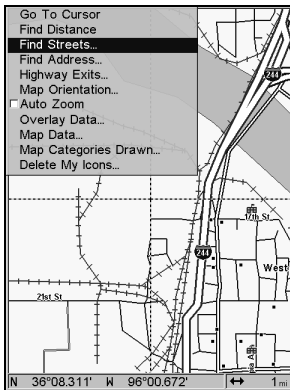 Go To Cursor
Find Distance
Find Streets...
Find Address...
Highway Exits...
Map Orientation...
Auto Zoom
Overlay Data...
Map Data...
Map Categories Drawn...
Delete My Icons...
244
17th St
244
West
21st St
N 36°08.311' W 96°00.672' ↔ 1 mi